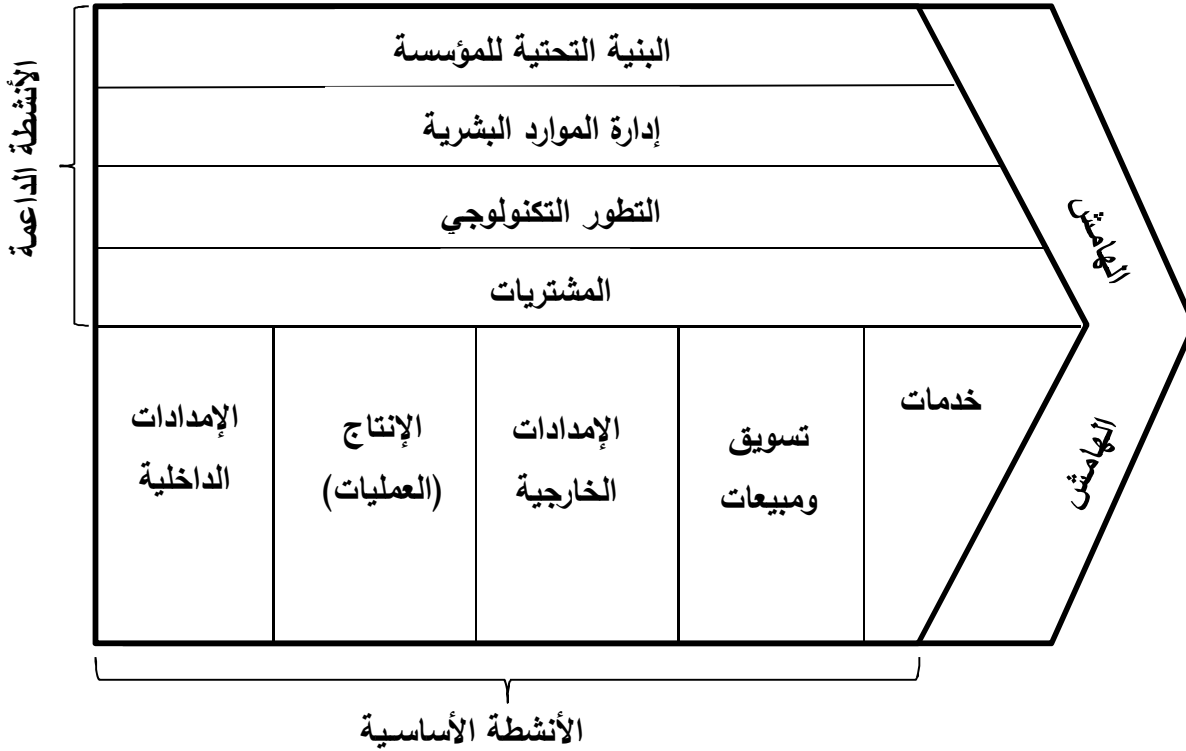 الأنشطة الداعمة
البنية التحتية للمؤسسة
إدارة الموارد البشرية
التطور التكنولوجي
المشتريات
الهامش
الهامش
الإمدادات
الداخلية
الإنتاج
(العمليات)
الإمدادات
الخارجية
تسويق
ومبيعات
خدمات
الأنشطة الأساسية